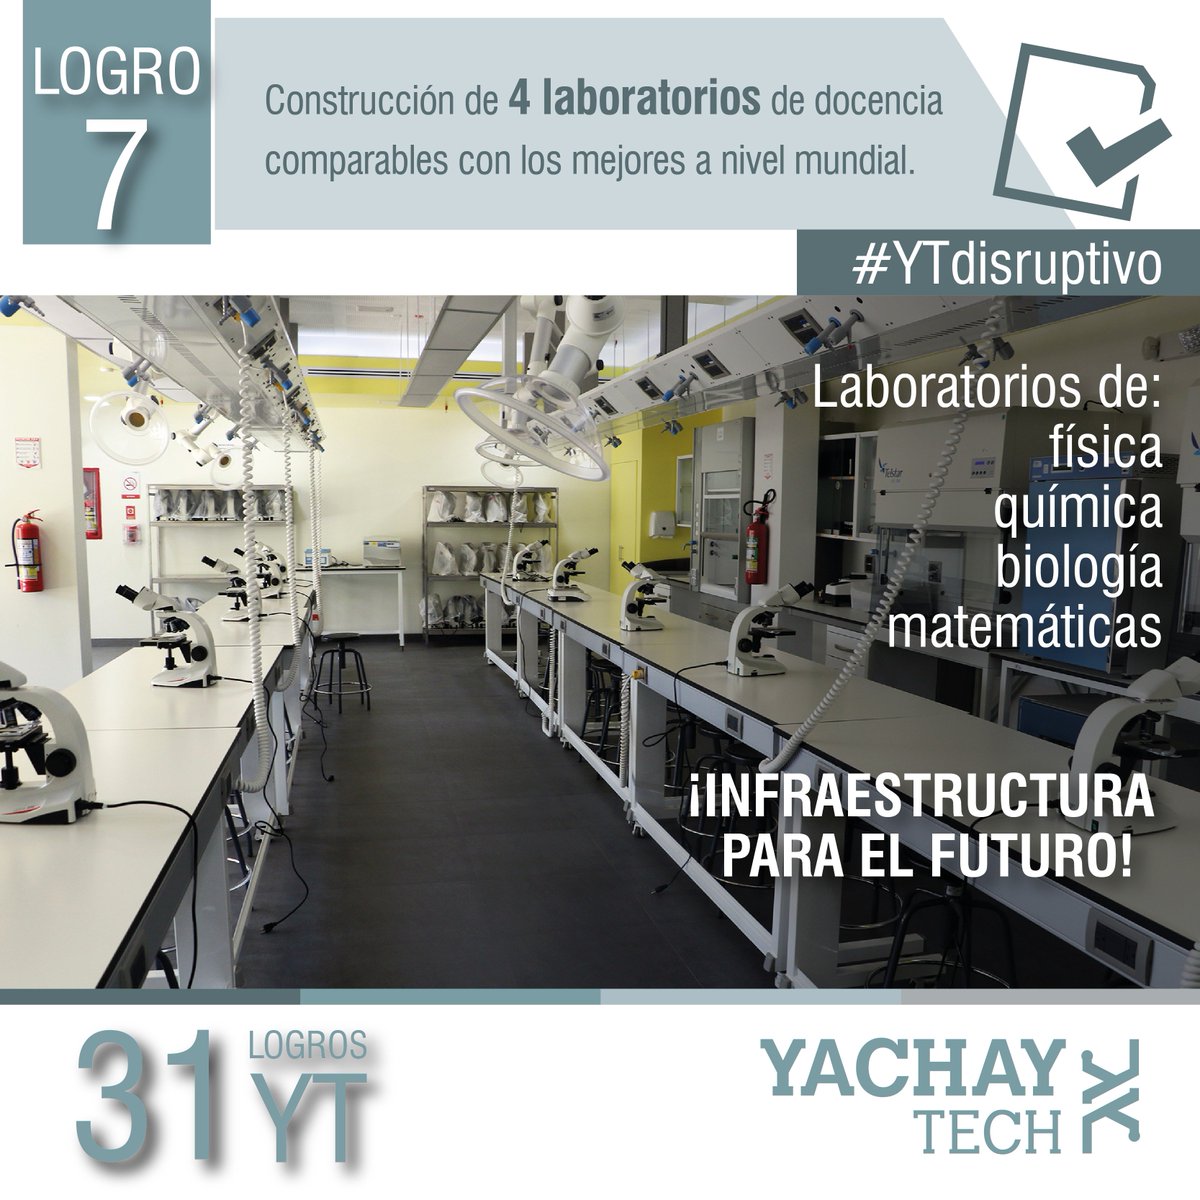 LOGRO
7
Construcción de 4 laboratorios de docencia
comparables con los mejores a nivel mundial.
#YTdisruptivo
Laboratorios de:
física
química
biología
matemáticas
Telstar
¡INFRAESTRUCTURA
PARA EL FUTURO!
31 LOGROS
YT
YACHAY
TECH